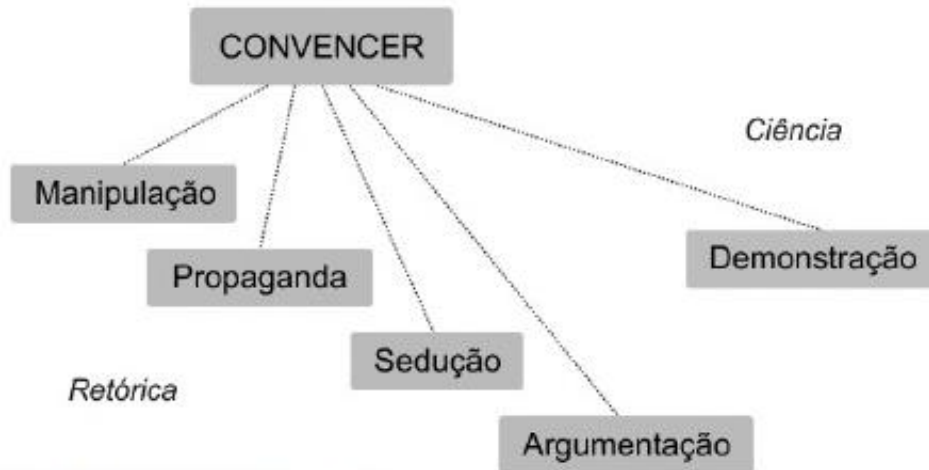 CONVENCER
Ciência
Manipulação
Demonstração
Propaganda
Sedução
Retórica
Argumentação